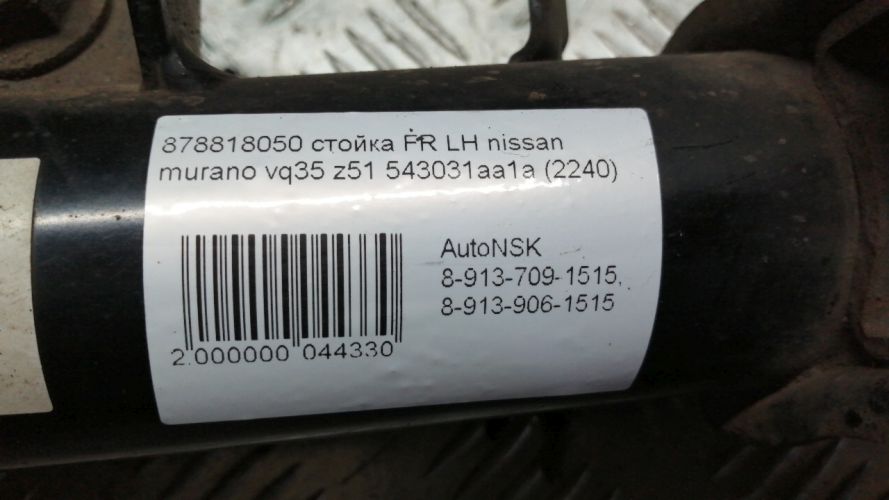 878818050 стойка FR LH nissan
murano vq35 z51 543031aa1a (2240)
AutoNSK
8-913-709-1515,
8-913-906-1515
2 000000 044330